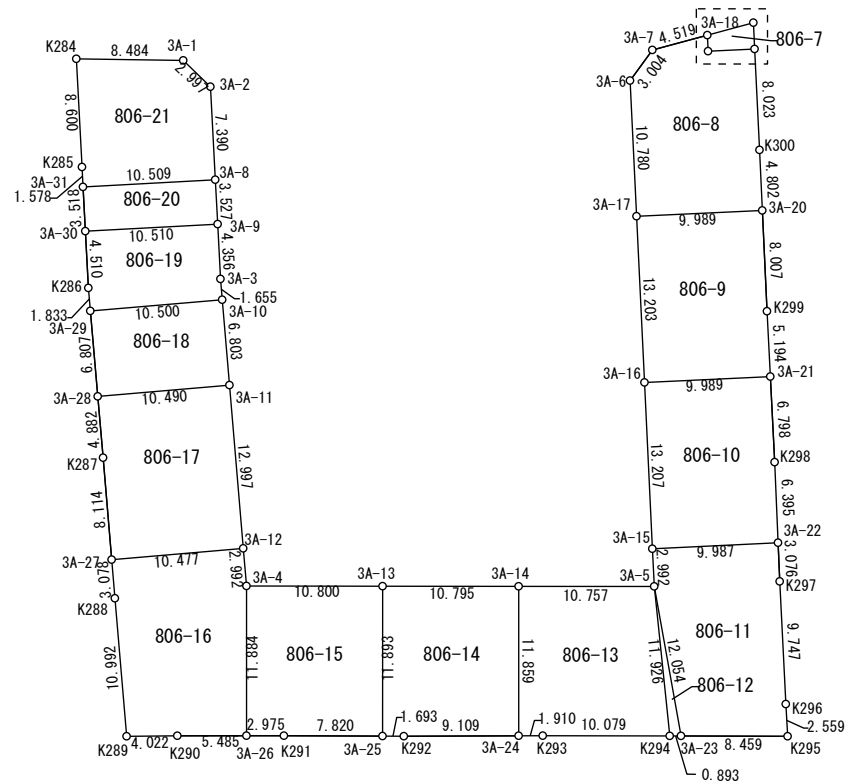 K284
8.484
3A-1
2.997
3A-2
8.600
806-21
7.390
K285
3A-31
1.578
10.509
3A-8
3.518
806-20
3.527
3A-30
10.510
3A-9
4.510
806-19
4.356
K286
3A-3
1.655
1.833
10.500
3A-10
3A-29
806-18
6.807
6.803
3A-28
10.490
3A-11
4.882
806-17
12.997
K287
8.114
3A-27
10.477
3A-12
3.078
2.992
3A-4
K288
806-16
10.992
11.884
K289
4.022
K290
5.485
3A-26
2.975
K291
7.820
3A-25
1.693
K292
9.109
3A-24
1.910
K293
10.079
K294
3A-23
8.459
K295
0.893
10.800
3A-13
10.795
3A-14
10.757
3A-5
806-15
11.893
806-14
11.859
806-13
11.926
12.054
806-12
806-11
3A-18
4.519
3A-7
806-7
3.004
3A-6
8.023
806-8
10.780
K300
4.802
3A-17
9.989
3A-20
8.007
806-9
13.203
K299
5.194
3A-16
9.989
3A-21
6.798
806-10
13.207
K298
6.395
3A-15
9.987
3A-22
2.992
3.076
K297
9.747
K296
2.559